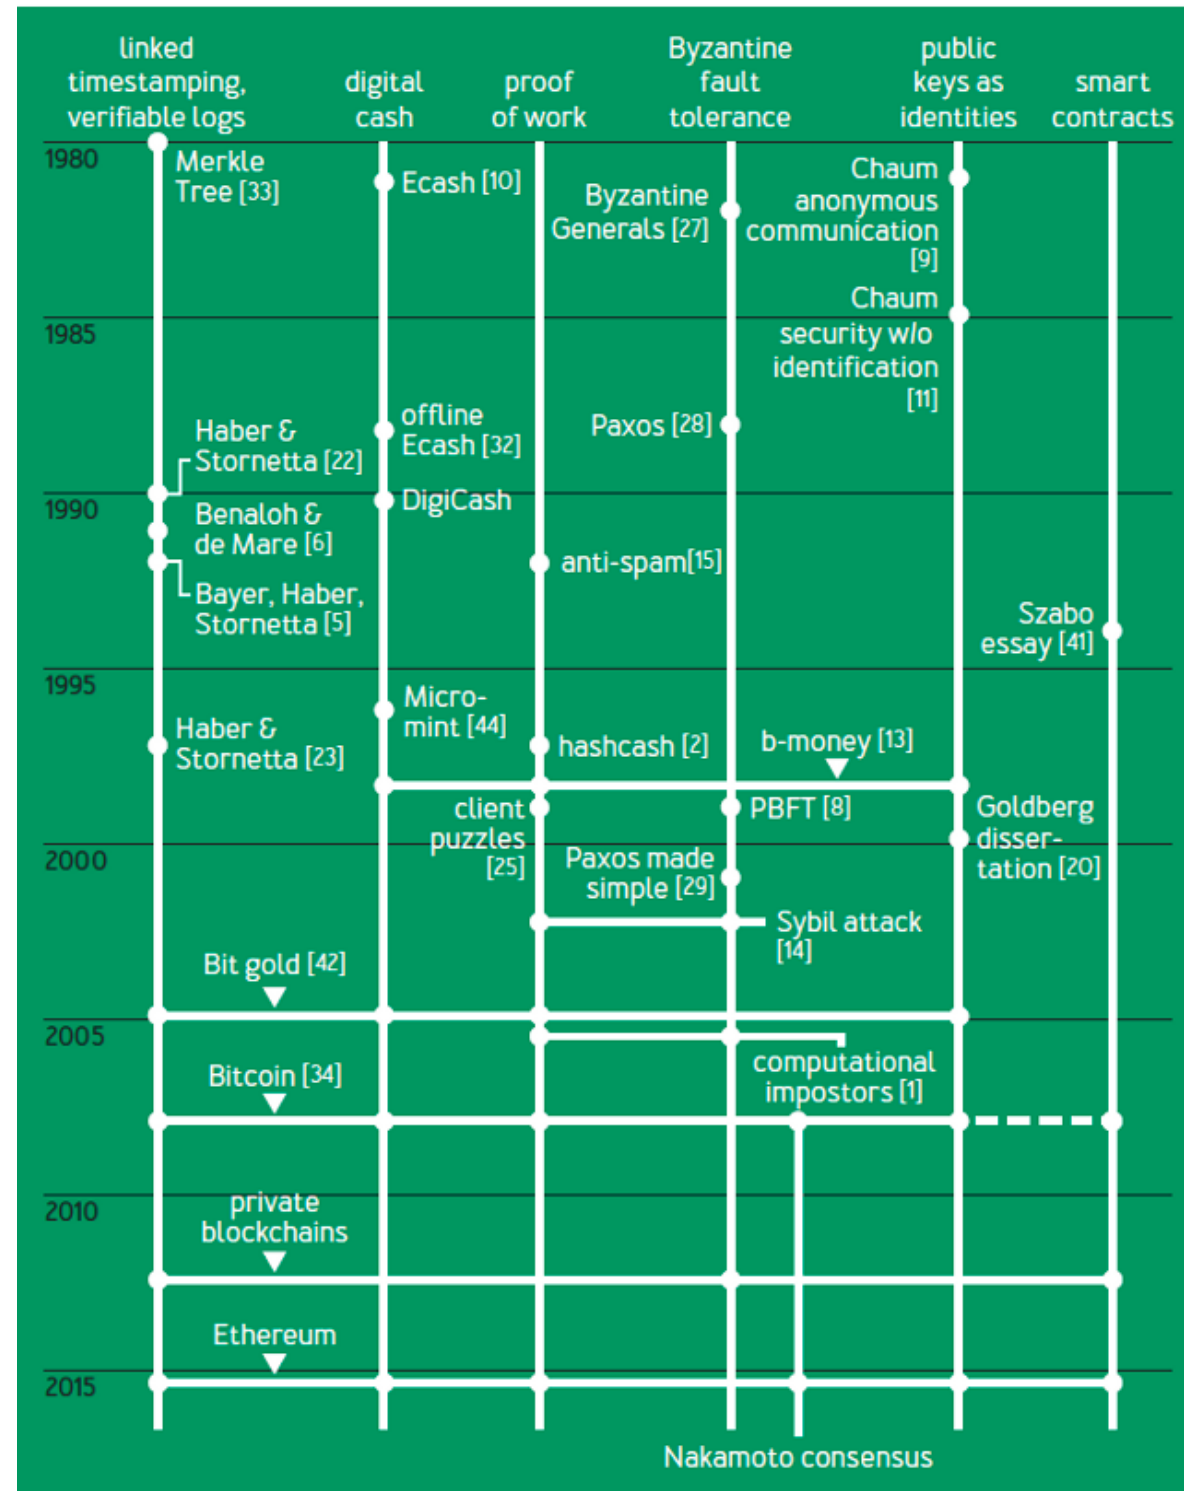 linked
timestamping,
verifiable logs
digital
cash
proof
of work
Byzantine
fault
tolerance
public
keys as
identities
smart
contracts
1980
Merkle
Tree [33]
Ecash [10]
Byzantine
Generals [27]
Chaum
anonymous
communication
[9]
Chaum
security w/o
identification
[11]
1985
Haber &
Stornetta [22]
offline
Ecash [32]
Paxos [28]
1990
DigiCash
Benaloh &
de Mare [6]
anti-spam[15]
Bayer, Haber,
Stornetta [5]
Szabo
essay [41]
1995
Micro-
mint [44]
Haber &
Stornetta [23]
hashcash [2]
b-money [13]
client
puzzles
[25]
PBFT [8]
Goldberg
disser-
tation [20]
2000
Paxos made
simple [29]
Sybil attack
[14]
Bit gold [42]
2005
computational
impostors [1]
Bitcoin [34]
2010
private
blockchains
Ethereum
2015
Nakamoto consensus